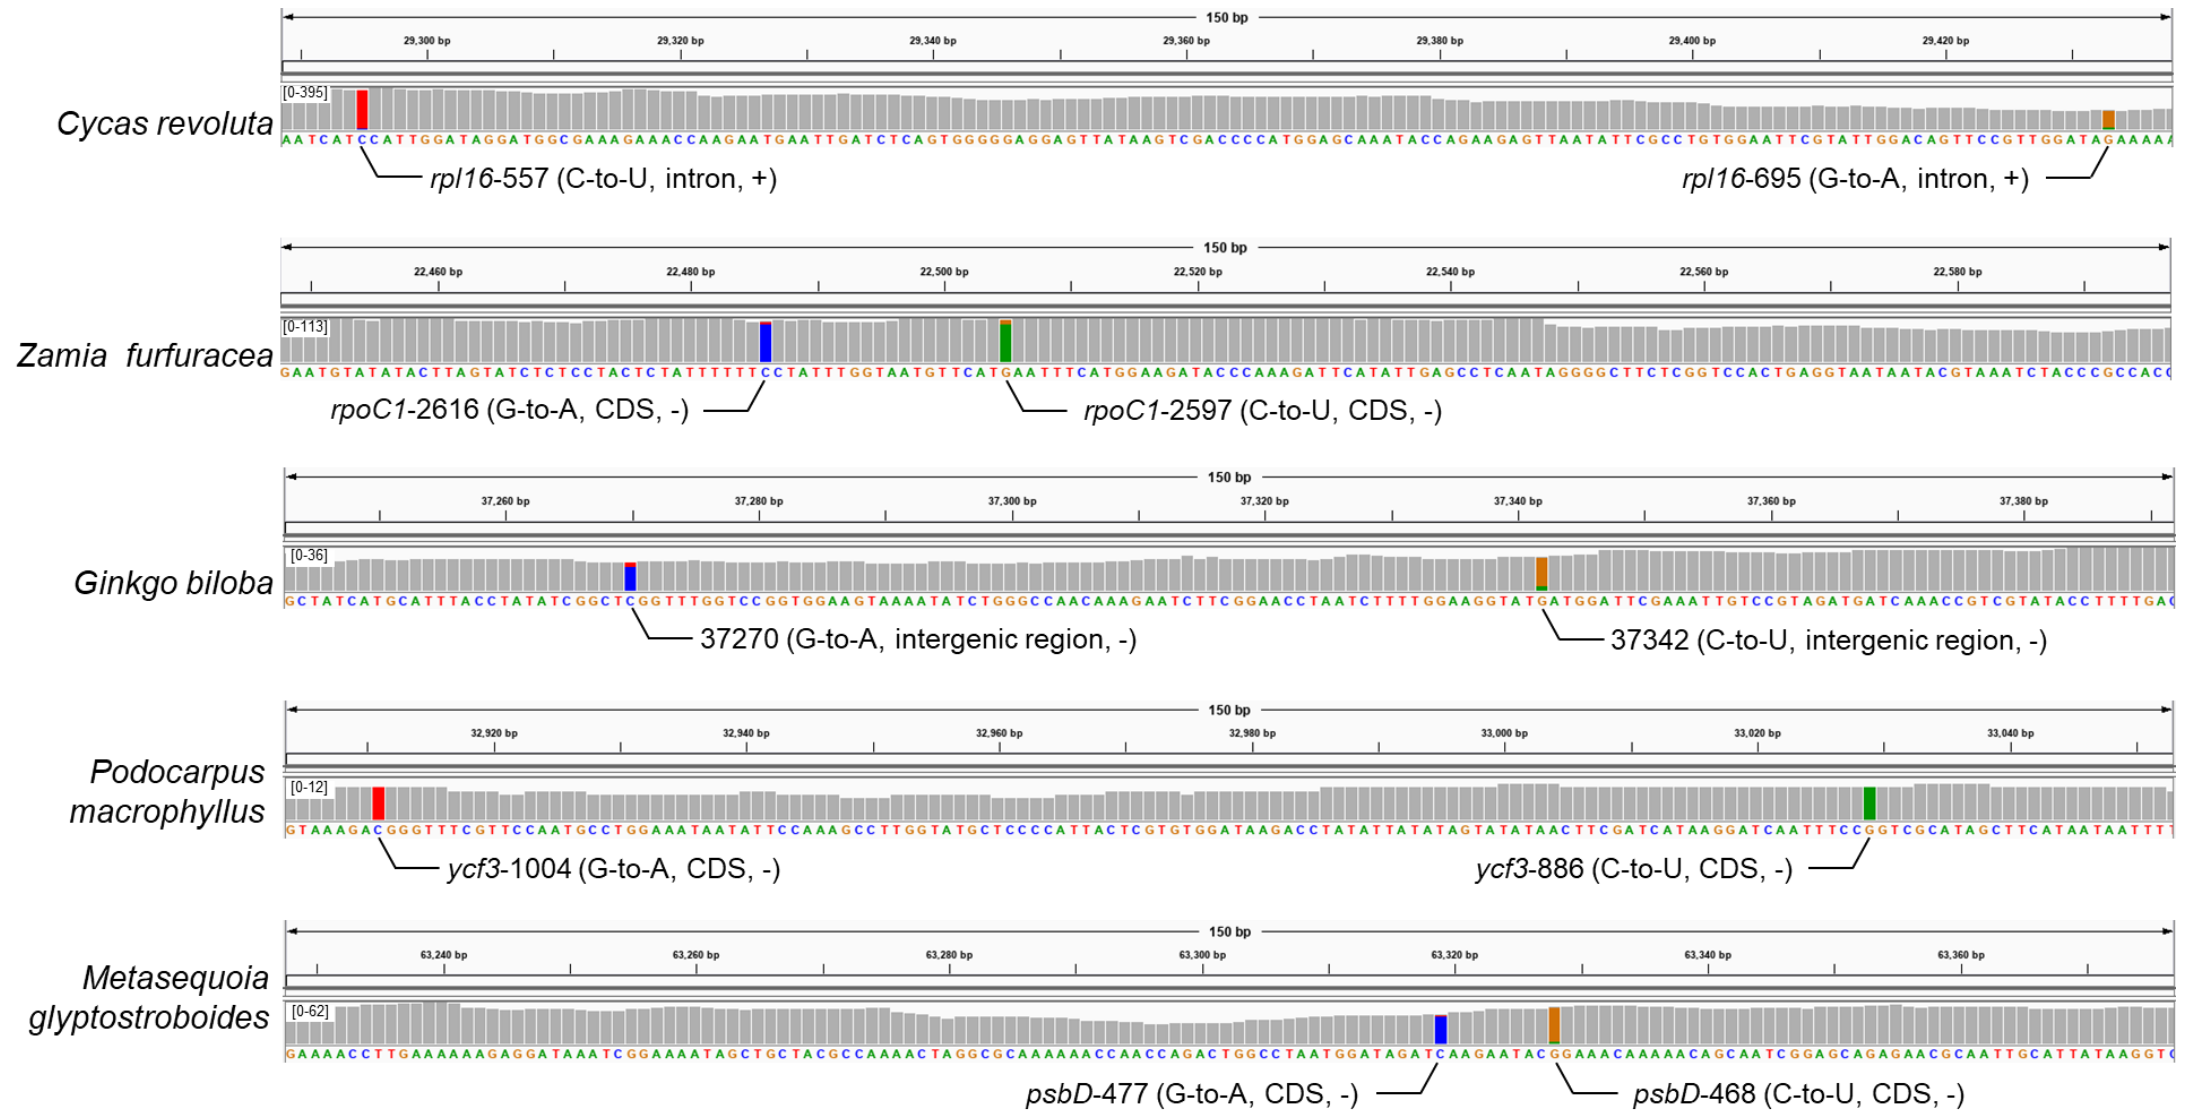 150 bp
29,300 bp 29,320 bp 29,340 bp 29,360 bp 29,380 bp 29,400 bp 29,420 bp
[0-395]
Cycas revoluta
AATCATCCATTGGATAGGATGGCGAAAGAAACCAAGAATGAATTGATCTCAGTGGGGGAGGAGTTATAAGTCGACCCCATGGAGCAAATACCAGAAGAGTTAATATTCGCCTGTGGAATTCGTATTGGACAGTTCCGTTGGATAGAAAAA
rpl16-557 (C-to-U, intron, +) rpl16-695 (G-to-A, intron, +)
150 bp
22,460 bp 22,480 bp 22,500 bp 22,520 bp 22,540 bp 22,560 bp 22,580 bp
[0-113]
Zamia furfuracea
GAATGTATATACTTAGTATCTCTCCTACTCTATTTTTTCCTATTTGGTAATGTTCATGAATTTCATGGAAGATACCCAAAGATTCATATTGAGCCTCAATAGGGGCTTCTCGGTCCACTGAGGTAATAATACGTAAATCTACCCGCCACC
rpoC1-2616 (G-to-A, CDS, -) rpoC1-2597 (C-to-U, CDS, -)
150 bp
37,260 bp 37,280 bp 37,300 bp 37,320 bp 37,340 bp 37,360 bp 37,380 bp
[0-36]
Ginkgo biloba
GCTATCATGCATTTACCTATATCGGCTCGGTTTGGTCCGGTGGAAGTAAAATATCTGGGCCAACAAAGAATCTTCGGAACCTAATCTTTTGGAAGGTATGATGGATTCGAAATTGTCCGTAGATGATCAAACCGTCGTATACCTTTTGAC
37270 (G-to-A, intergenic region, -) 37342 (C-to-U, intergenic region, -)
150 bp
32,920 bp 32,940 bp 32,960 bp 32,980 bp 33,000 bp 33,020 bp 33,040 bp
[0-12]
Podocarpus
macrophyllus
GTAAAGACGGGTTTCGTTCCAATGCCTGGAAATAATATTCCAAAGCCTTGGTATGCTCCCCATTACTCGTGTGGATAAGACCTATATTATATAGTATATAACTTCGATCATAAGGATCAATTTCCGGTCGCATAGCTTCATAATAATTTT
ycf3-1004 (G-to-A, CDS, -) ycf3-886 (C-to-U, CDS, -)
150 bp
63,240 bp 63,260 bp 63,280 bp 63,300 bp 63,320 bp 63,340 bp 63,360 bp
[0-62]
Metasequoia
glyptostroboides
GAAAACCTTGAAAAAAGAGGATAAATCGGAAAATAGCTGCTACGCCAAAACTAGGCGCAAAAAACCAACCAGACTGGCCTAATGGATAGATCAAGAATACGGAAACAAAAACAGCAATCGGAGCAGAGAACGCAATTGCATTATAAGGTC
psbD-477 (G-to-A, CDS, -) psbD-468 (C-to-U, CDS, -)